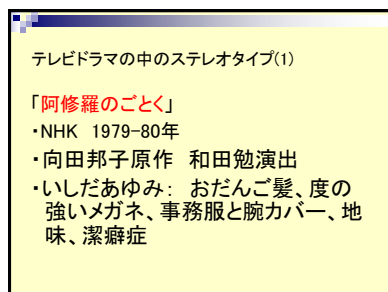 テレビドラマの中のステレオタイプ(1)
「阿修羅のごとく」
・NHK 1979-80年
・向田邦子原作 和田勉演出
・いしだあゆみ： おだんご髪、度の
強いメガネ、事務服と腕カバー、地
味、潔癖症